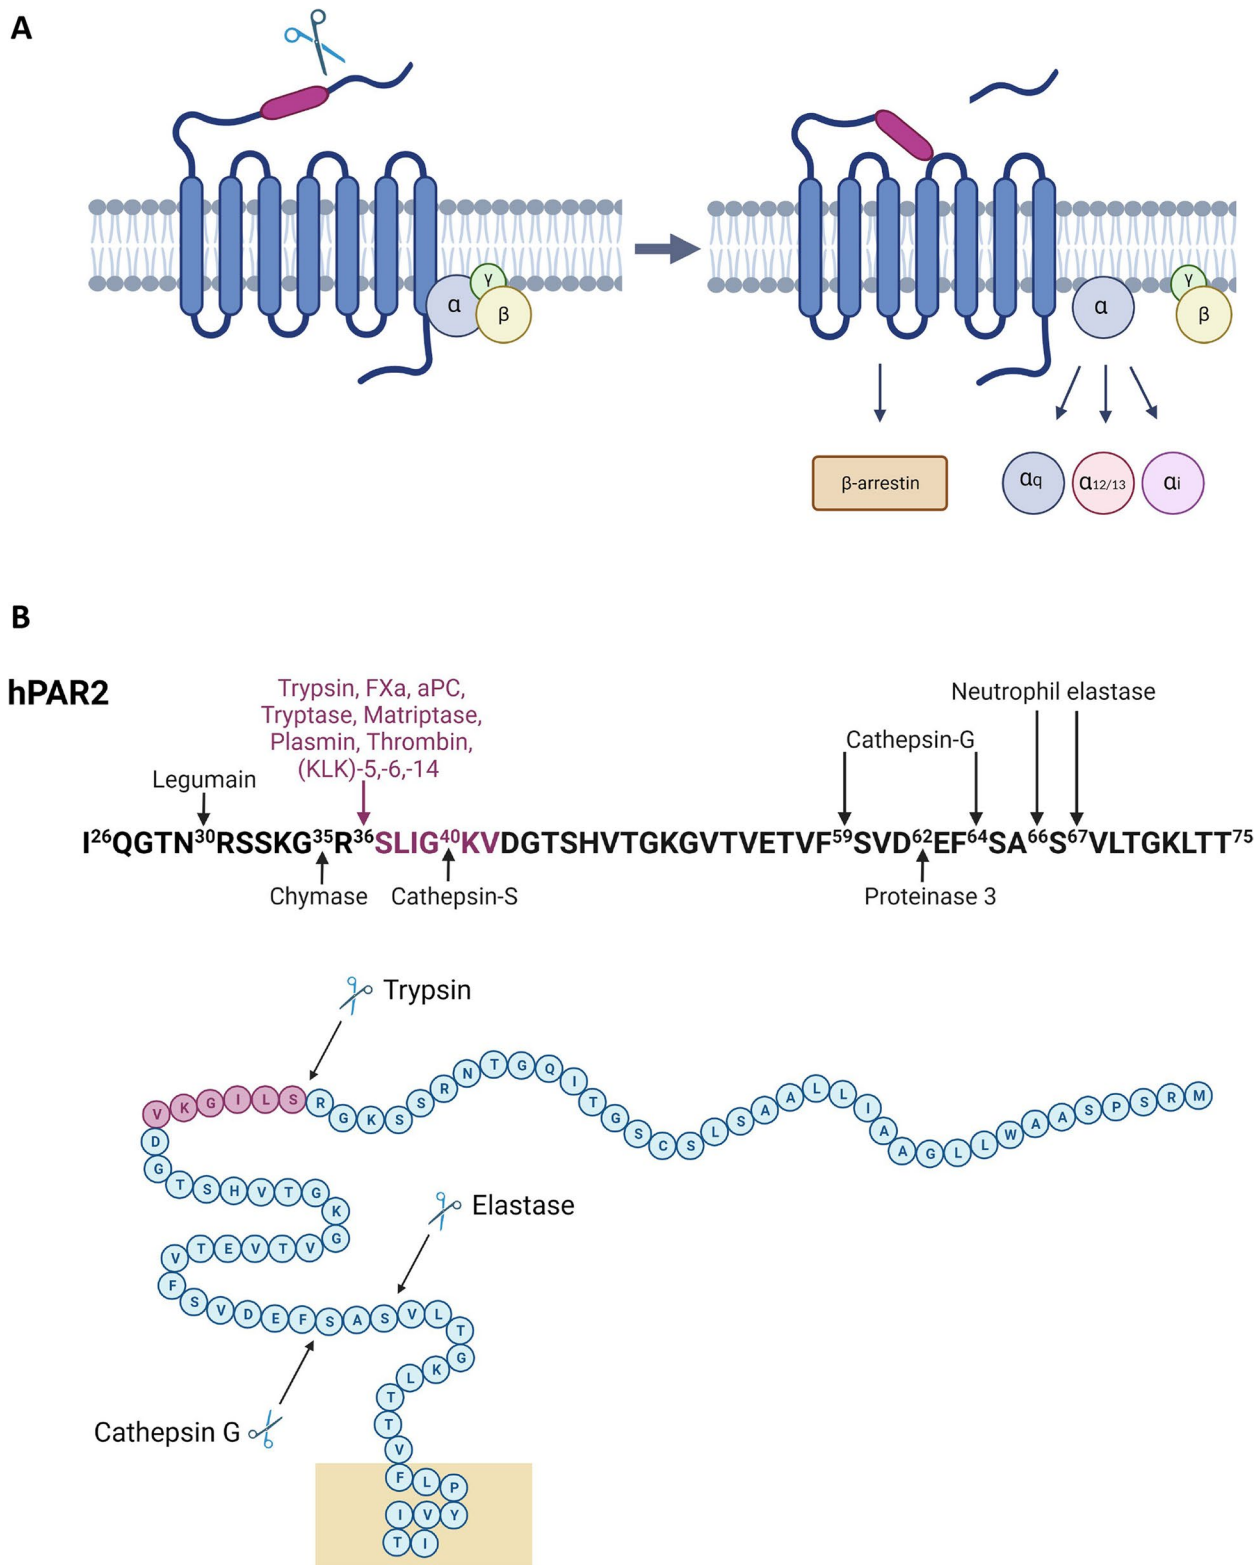 A
α
γ
β
α
γ
β
β-arrestin
αq
α12/13
αi
B
hPAR2
Trypsin, FXa, aPC,
Tryptase, Matriptase,
Plasmin, Thrombin,
(KLK)-5,-6,-14
Neutrophil elastase
Cathepsin-G
Legumain
I²⁶QGTN³⁰RSSKG³⁵R³⁶SLIG⁴⁰KVDGTSHVTGKGVTVETVF⁵⁹SVD⁶²EF⁶⁴SA⁶⁶S⁶⁷VLTGKLTT⁷⁵
Chymase
Cathepsin-S
Proteinase 3
Trypsin
V K G I L S R G K S S R N T G Q I T G S C S L S A A L L I A A G L L W A A S P S R M
D
G T S H V T G K
V T E V T V G
F S V D E F S A S V L T
Elastase
L K G
T
T
V
Cathepsin G
F L P
I V Y
T I